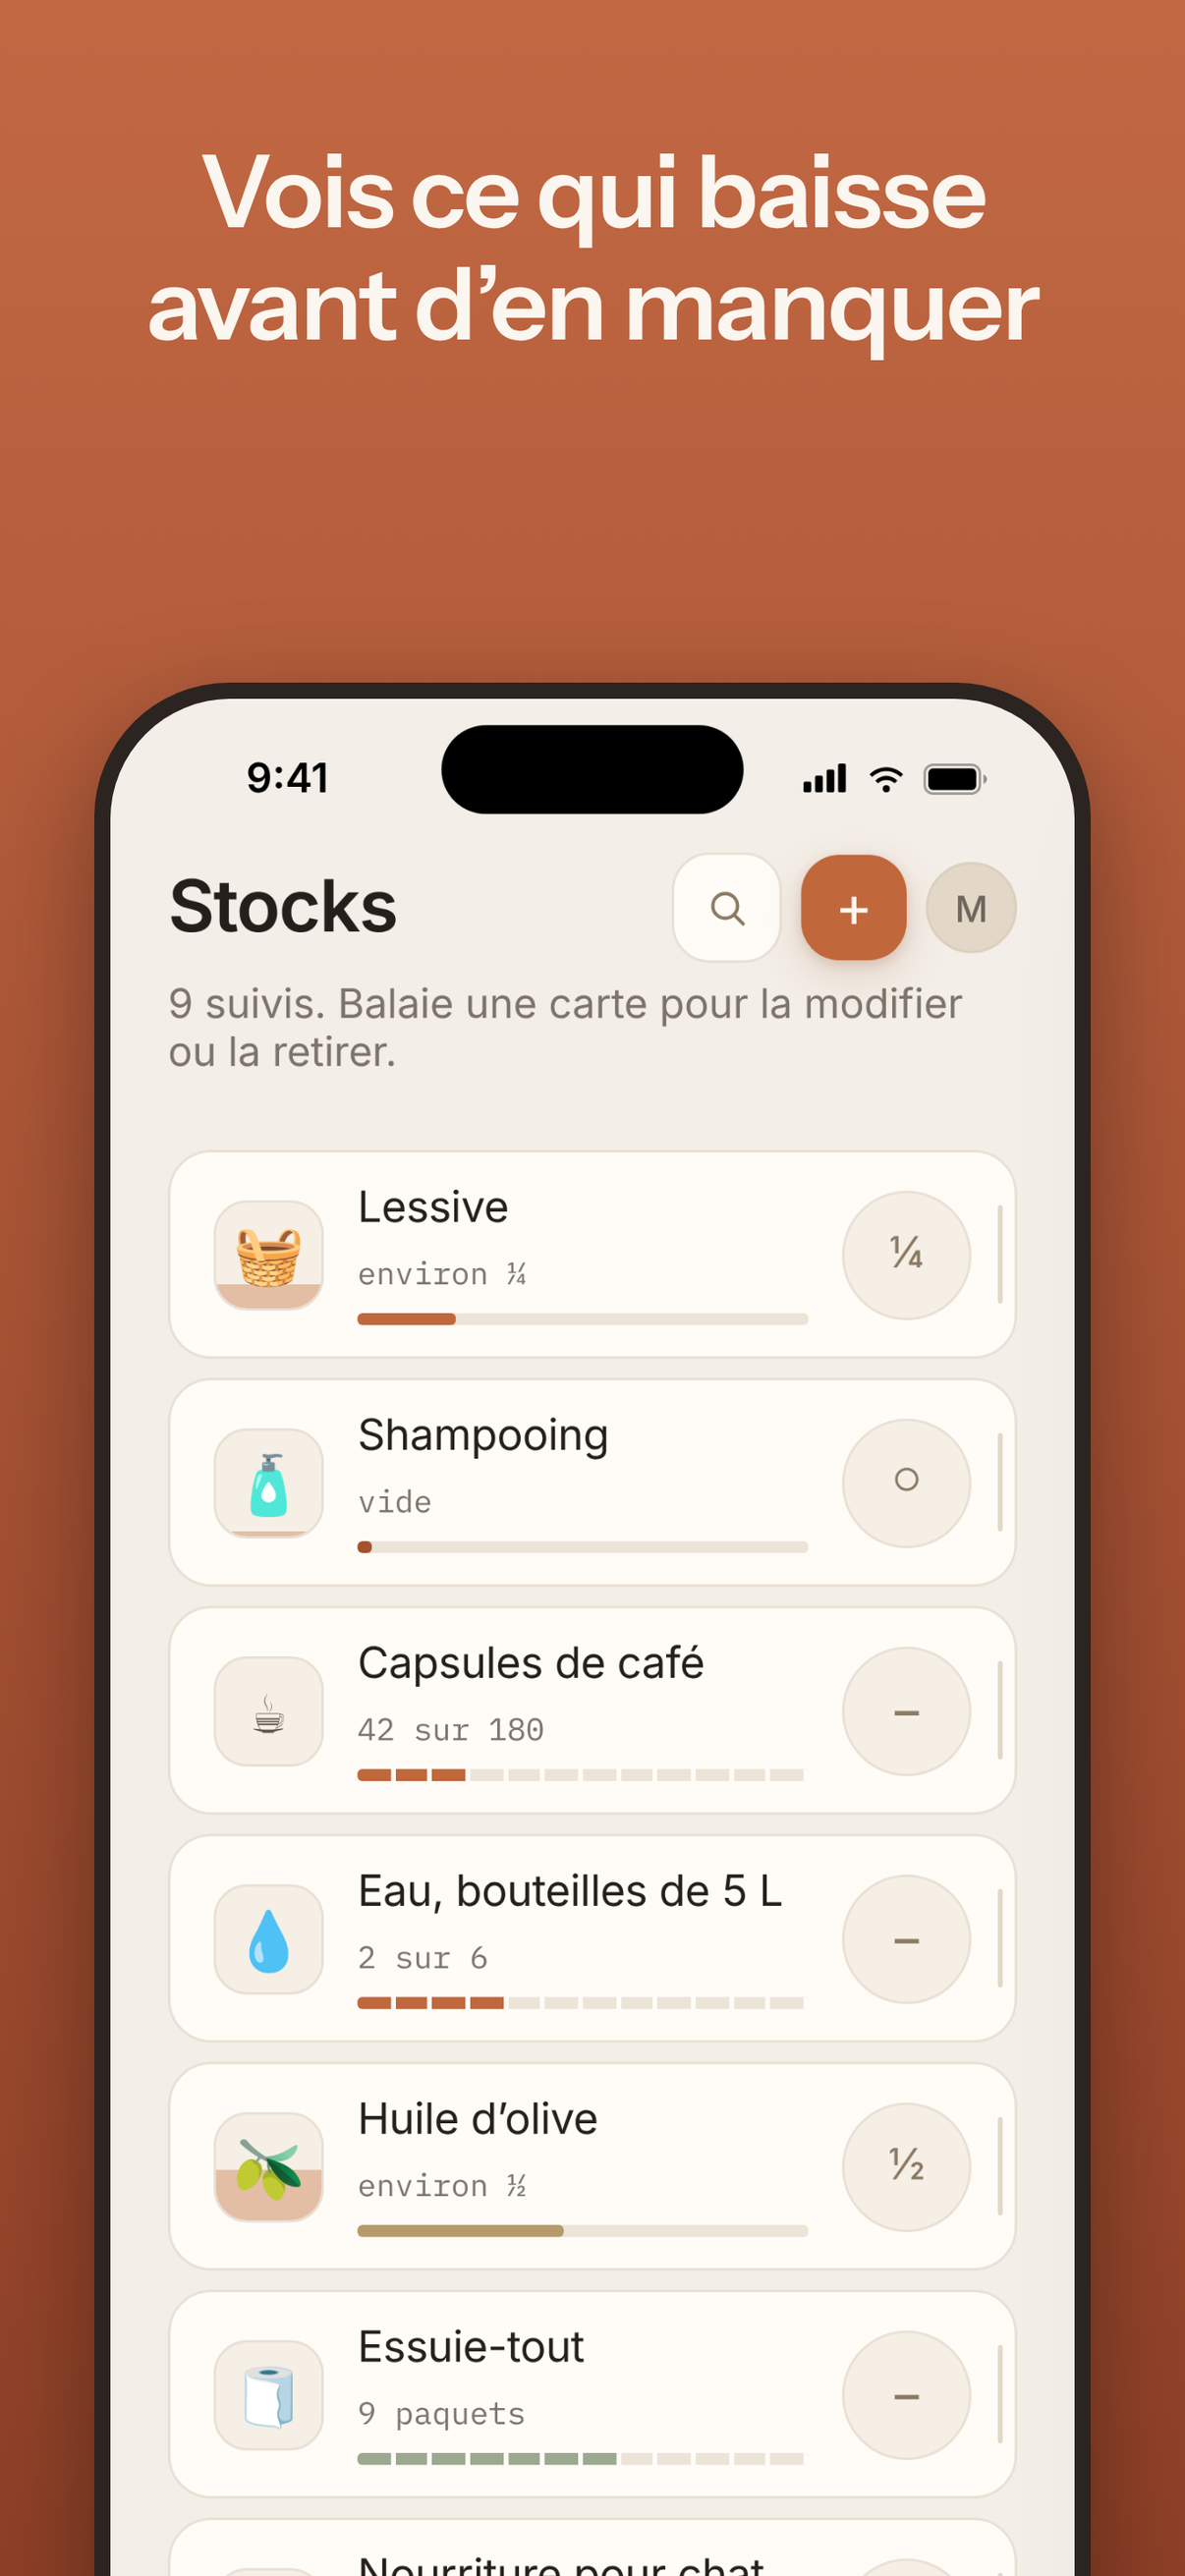 Vois ce qui baisse
avant d’en manquer
9:41
Stocks
+
M
9 suivis. Balaie une carte pour la modifier
ou la retirer.
Lessive
environ ¼
¼
Shampooing
vide
○
Capsules de café
42 sur 180
–
Eau, bouteilles de 5 L
2 sur 6
–
Huile d’olive
environ ½
½
Essuie-tout
9 paquets
–
Nourriture pour chat